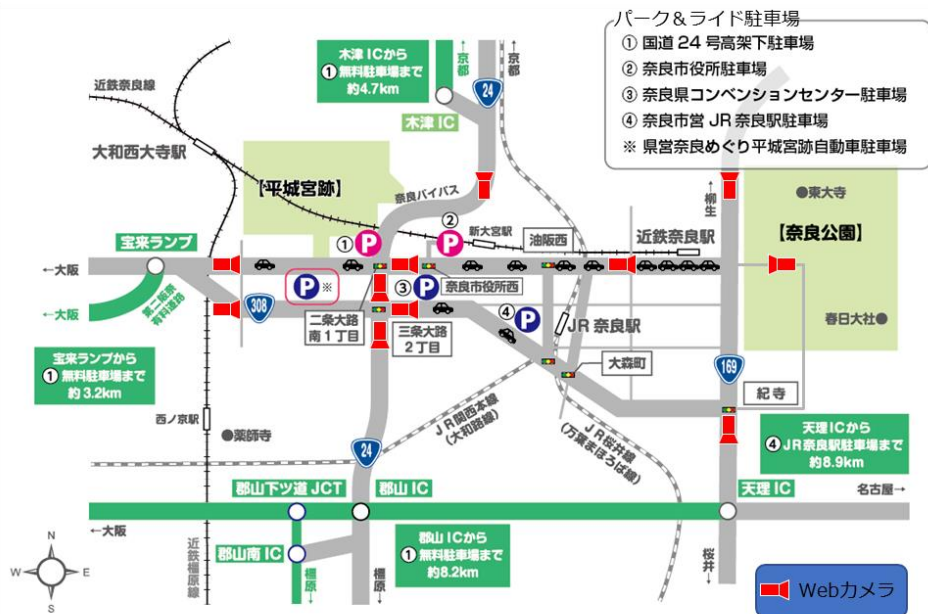 パーク＆ライド駐車場
① 国道24号高架下駐車場
② 奈良市役所駐車場
③ 奈良県コンベンションセンター駐車場
④ 奈良市営JR奈良駅駐車場
※ 県営奈良めぐり平城宮跡自動車駐車場
木津ICから
①無料駐車場まで
約4.7km
→京都
24
→京都
木津IC
近鉄奈良線
大和西大寺駅
【平城宮跡】
奈良バイパス
←柳生
●東大寺
【奈良公園】
① P
② P
新大宮駅
油阪西
近鉄奈良駅
宝来ランプ
←大阪
←大阪
第二阪奈
有料道路
308
P ※
③ P
奈良市役所西
二条大路
南1丁目
三条大路
2丁目
④ P
JR奈良駅
春日大社●
大森町
169
紀寺
宝来ランプから
①無料駐車場まで
約3.2km
西ノ京駅
●薬師寺
JR関西本線
(大和路線)
JR桜井線
(万葉まほろば線)
天理ICから
④JR奈良駅駐車場まで
約8.9km
24
郡山下ツ道JCT
郡山IC
天理IC
名古屋→
←大阪
郡山南IC
近鉄橿原線
橿原→
橿原→
郡山ICから
①無料駐車場まで
約8.2km
桜井→
N
W
E
S
Webカメラ